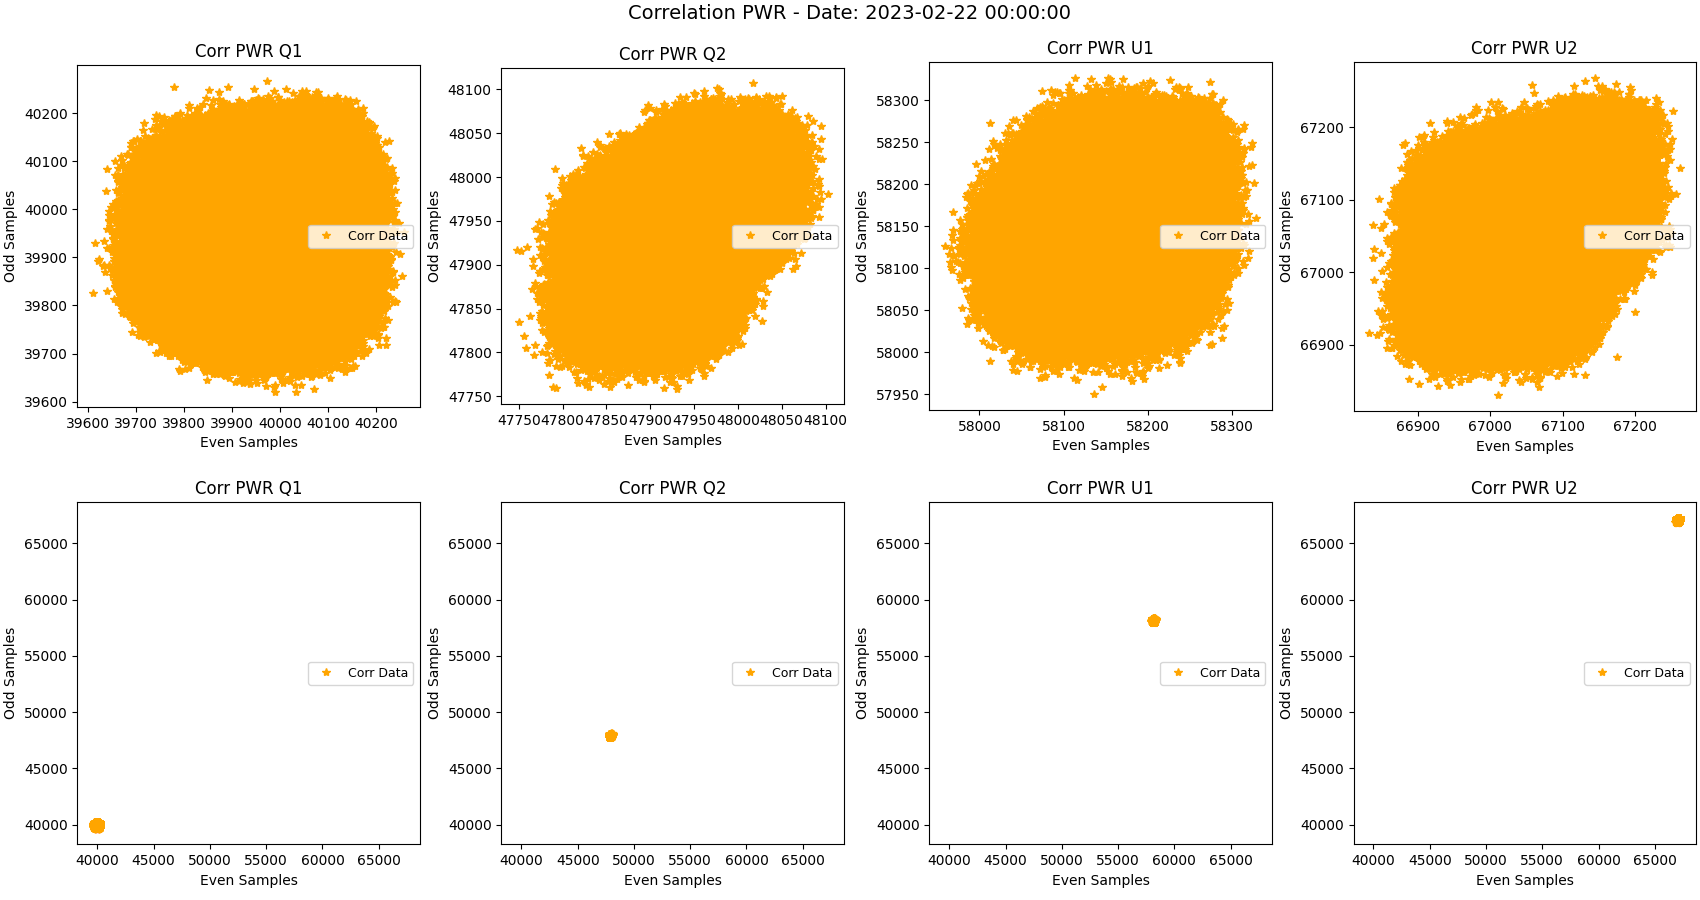 Correlation PWR - Date: 2023-02-22 00:00:00
Corr PWR Q1
Odd Samples
40200
40100
40000
39900
39800
39700
39600
Corr Data
39600 39700 39800 39900 40000 40100 40200
Even Samples
Corr PWR Q2
Odd Samples
48100
48050
48000
47950
47900
47850
47800
47750
Corr Data
47750 47800 47850 47900 47950 48000 48050 48100
Even Samples
Corr PWR U1
Odd Samples
58300
58250
58200
58150
58100
58050
58000
57950
Corr Data
58000 58100 58200 58300
Even Samples
Corr PWR U2
Odd Samples
67200
67100
67000
66900
Corr Data
66900 67000 67100 67200
Even Samples
Corr PWR Q1
Odd Samples
65000
60000
55000
50000
45000
40000
Corr Data
40000 45000 50000 55000 60000 65000
Even Samples
Corr PWR Q2
Odd Samples
65000
60000
55000
50000
45000
40000
Corr Data
40000 45000 50000 55000 60000 65000
Even Samples
Corr PWR U1
Odd Samples
65000
60000
55000
50000
45000
40000
Corr Data
40000 45000 50000 55000 60000 65000
Even Samples
Corr PWR U2
Odd Samples
65000
60000
55000
50000
45000
40000
Corr Data
40000 45000 50000 55000 60000 65000
Even Samples